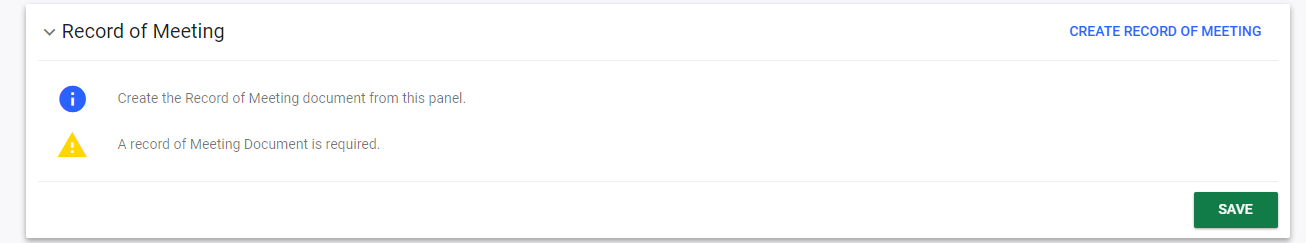 Record of Meeting
CREATE RECORD OF MEETING
Create the Record of Meeting document from this panel.
A record of Meeting Document is required.
SAVE